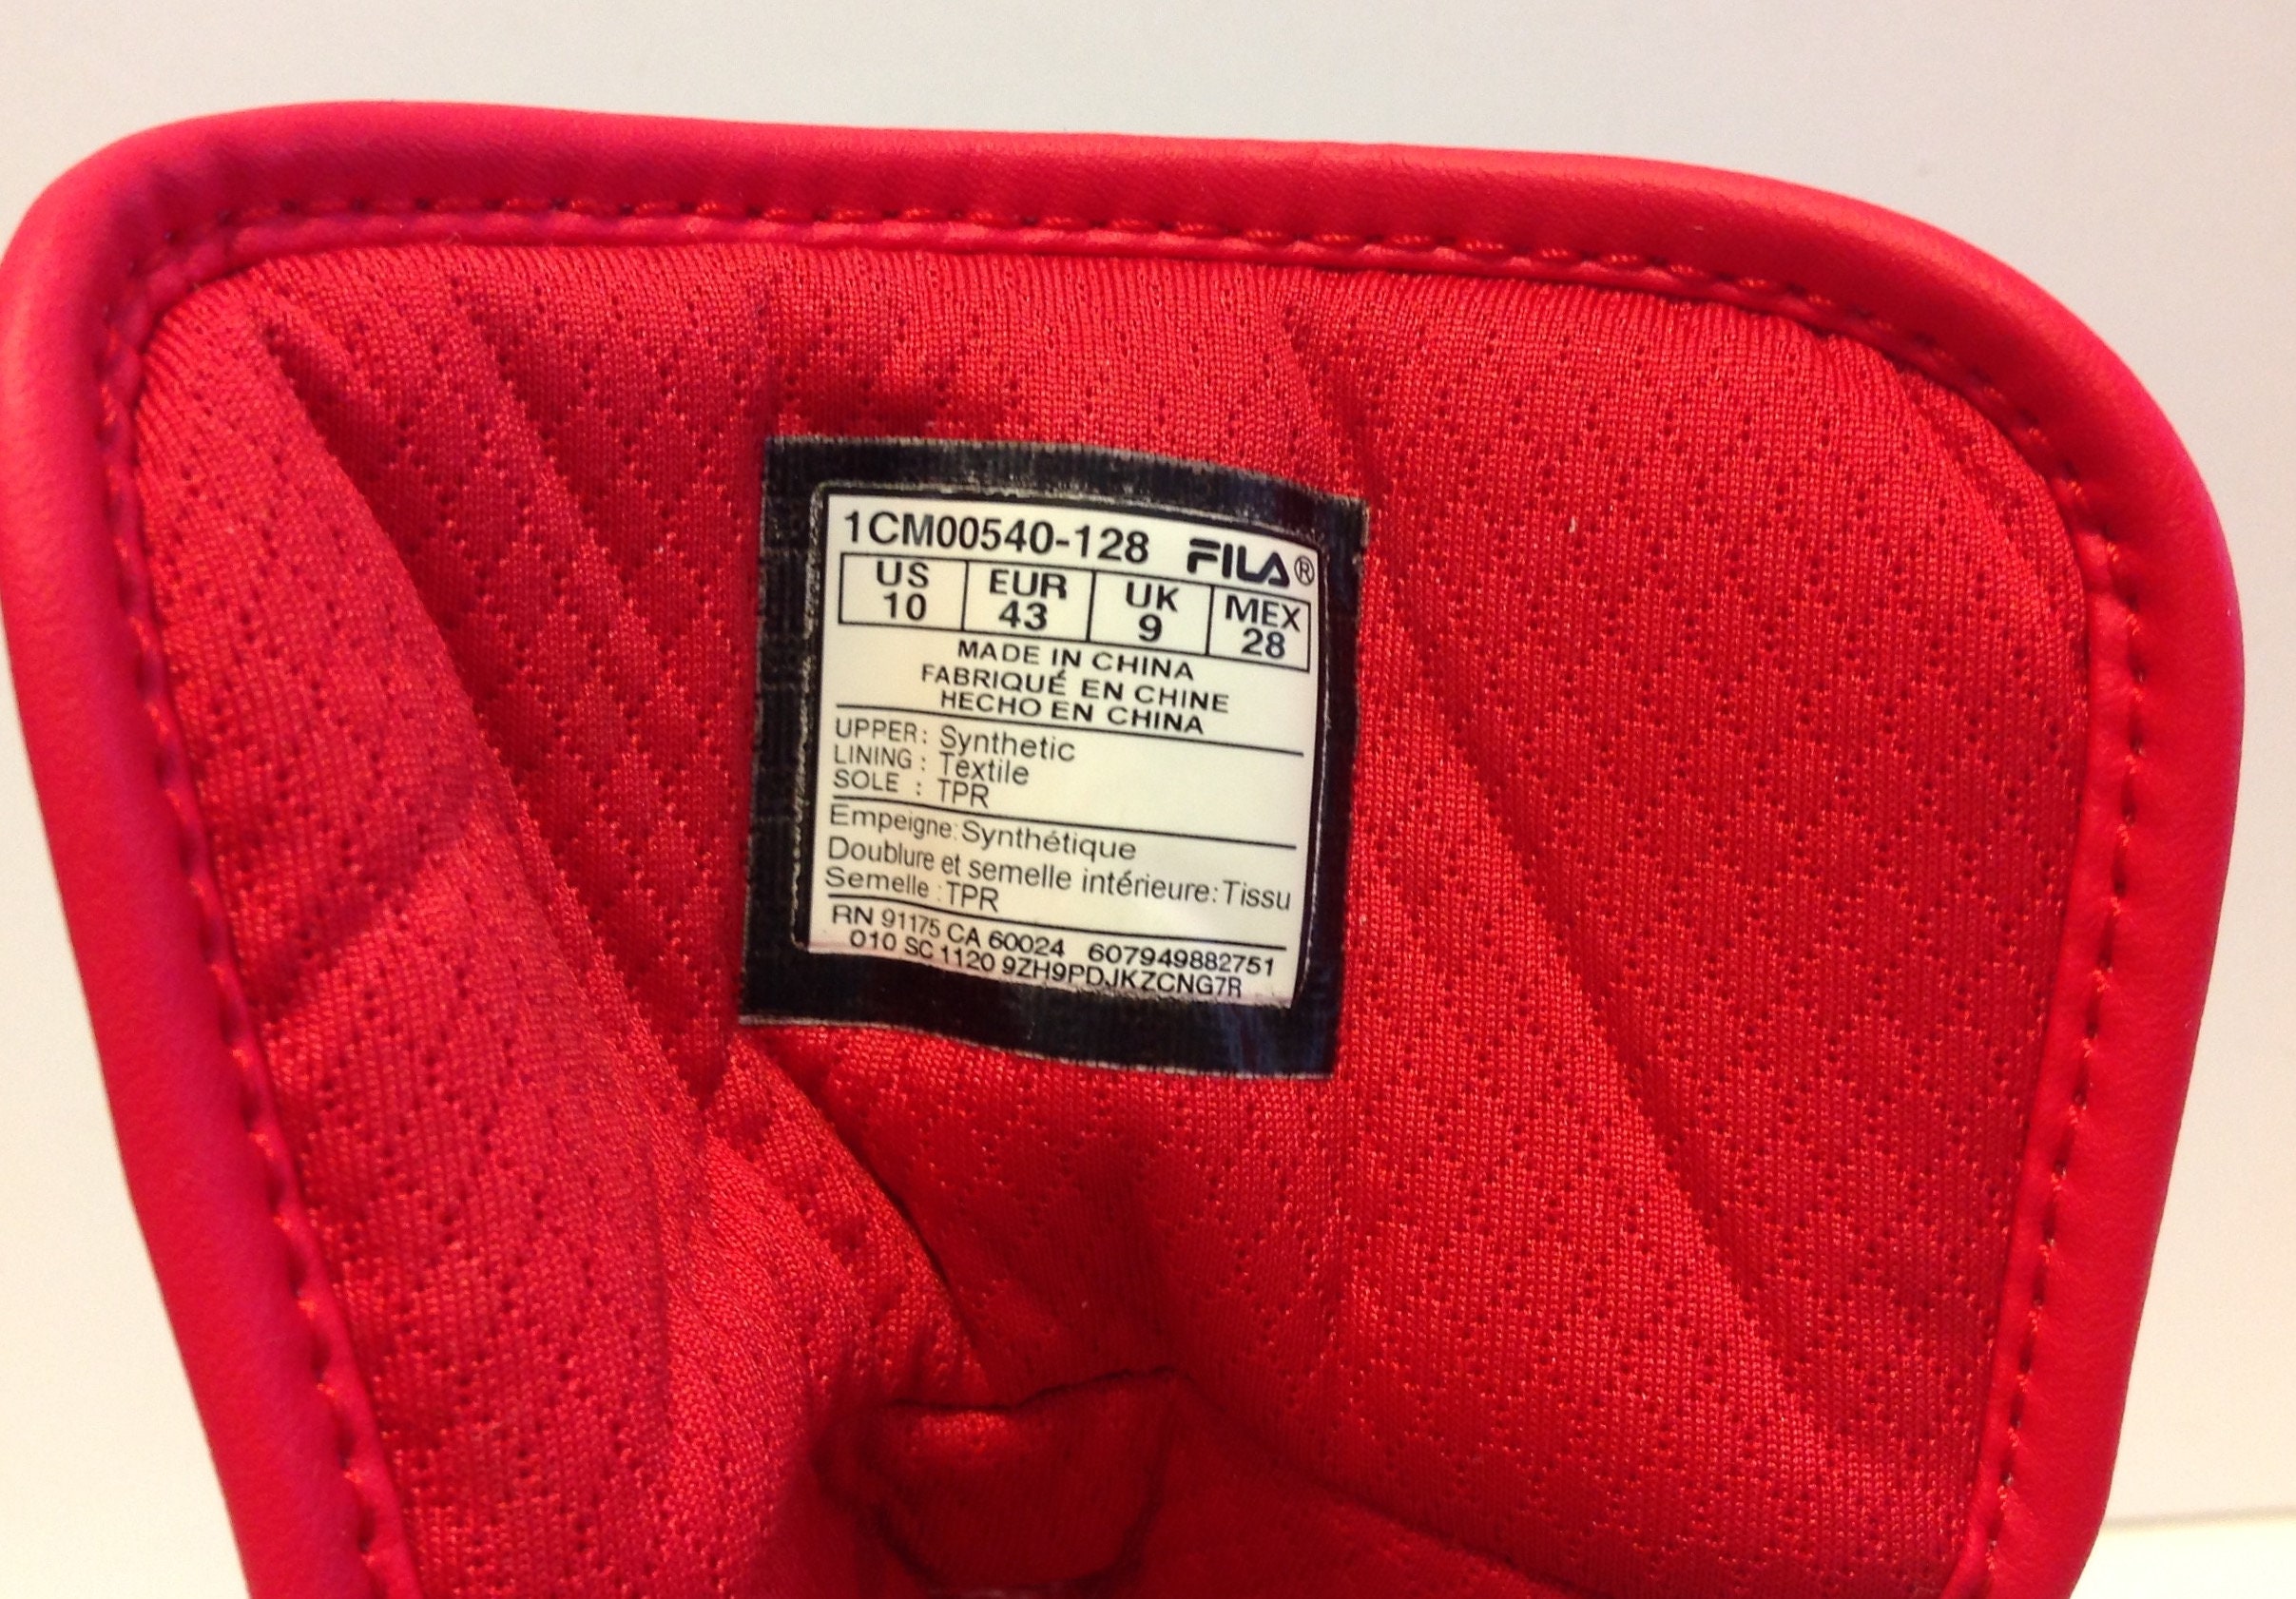 1CM00540-128 FILA®
US EUR UK MEX
10 43 9 28
MADE IN CHINA
FABRIQUÉ EN CHINE
HECHO EN CHINA
UPPER: Synthetic
LINING: Textile
SOLE : TPR
Empeigne: Synthétique
Doublure et semelle intérieure: Tissu
Semelle : TPR
RN 91175 CA 60024 607949882751
010 SC 1120 9ZH9PDJKZCNG7R